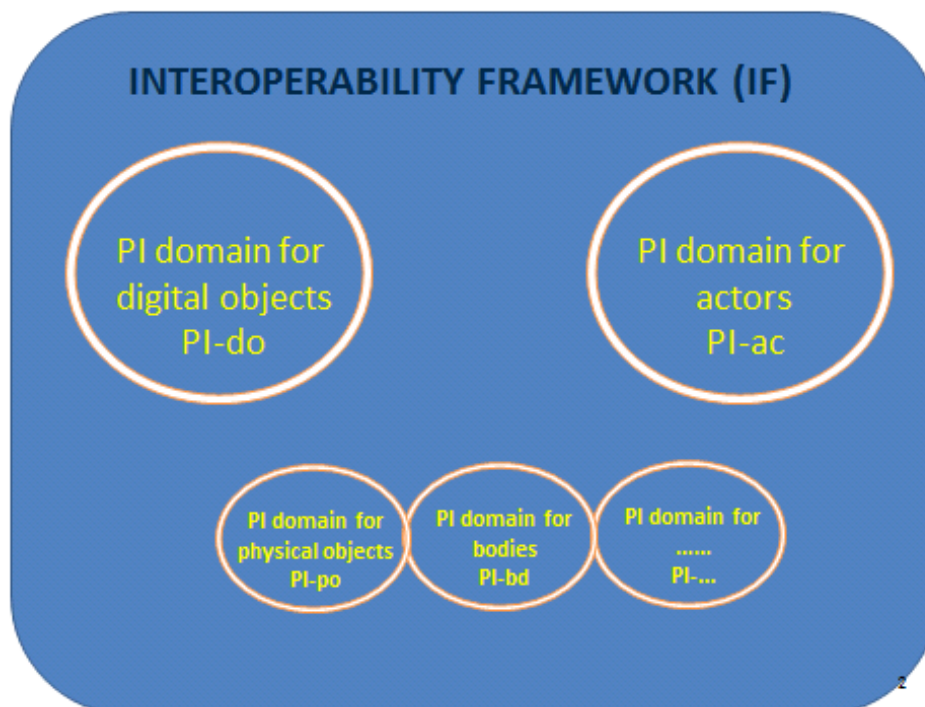 INTEROPERABILITY FRAMEWORK (IF)
PI domain for
digital objects
PI-do
PI domain for
actors
PI-ac
PI domain for
physical objects
PI-po
PI domain for
bodies
PI-bd
PI domain for
......
PI-...
2